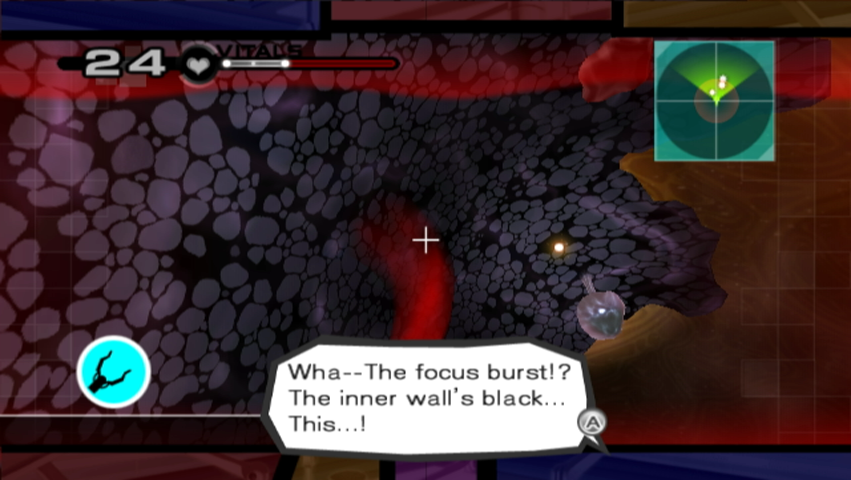 24
VITALS
Wha--The focus burst!?
The inner wall's black...
This...!
A